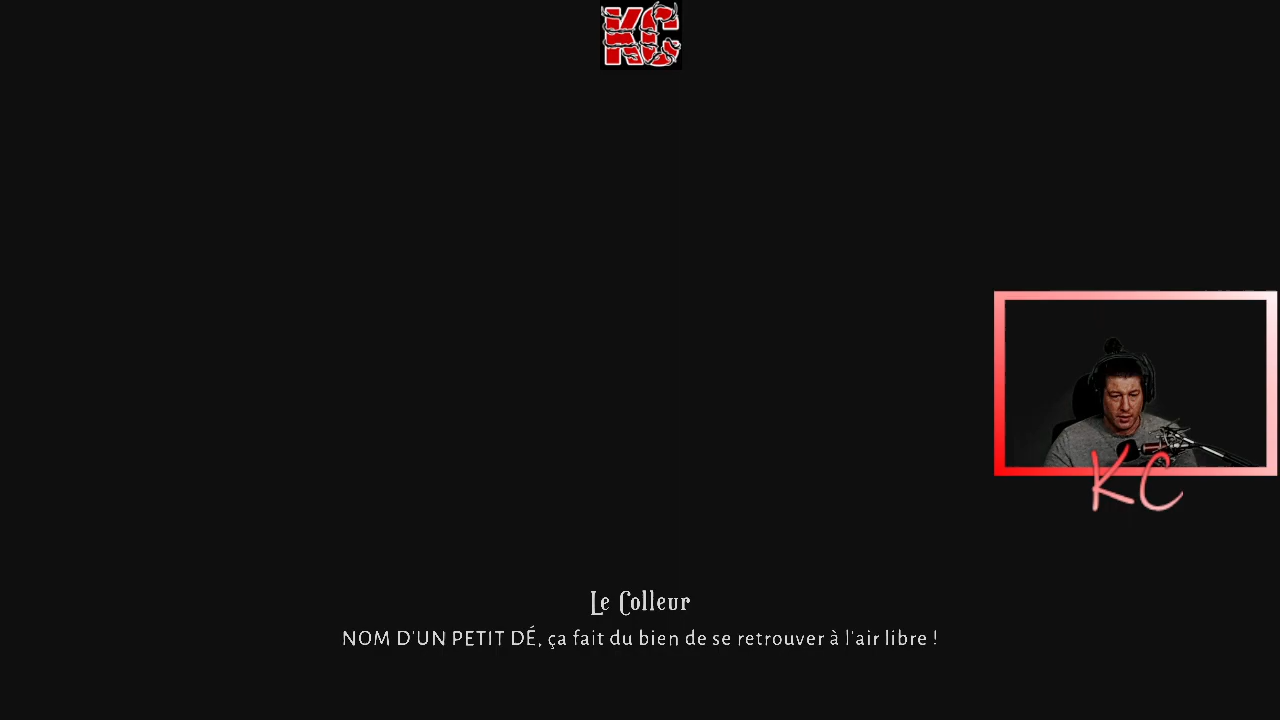 KC
KC
Le Colleur
NOM D'UN PETIT DÉ, ça fait du bien de se retrouver à l'air libre !